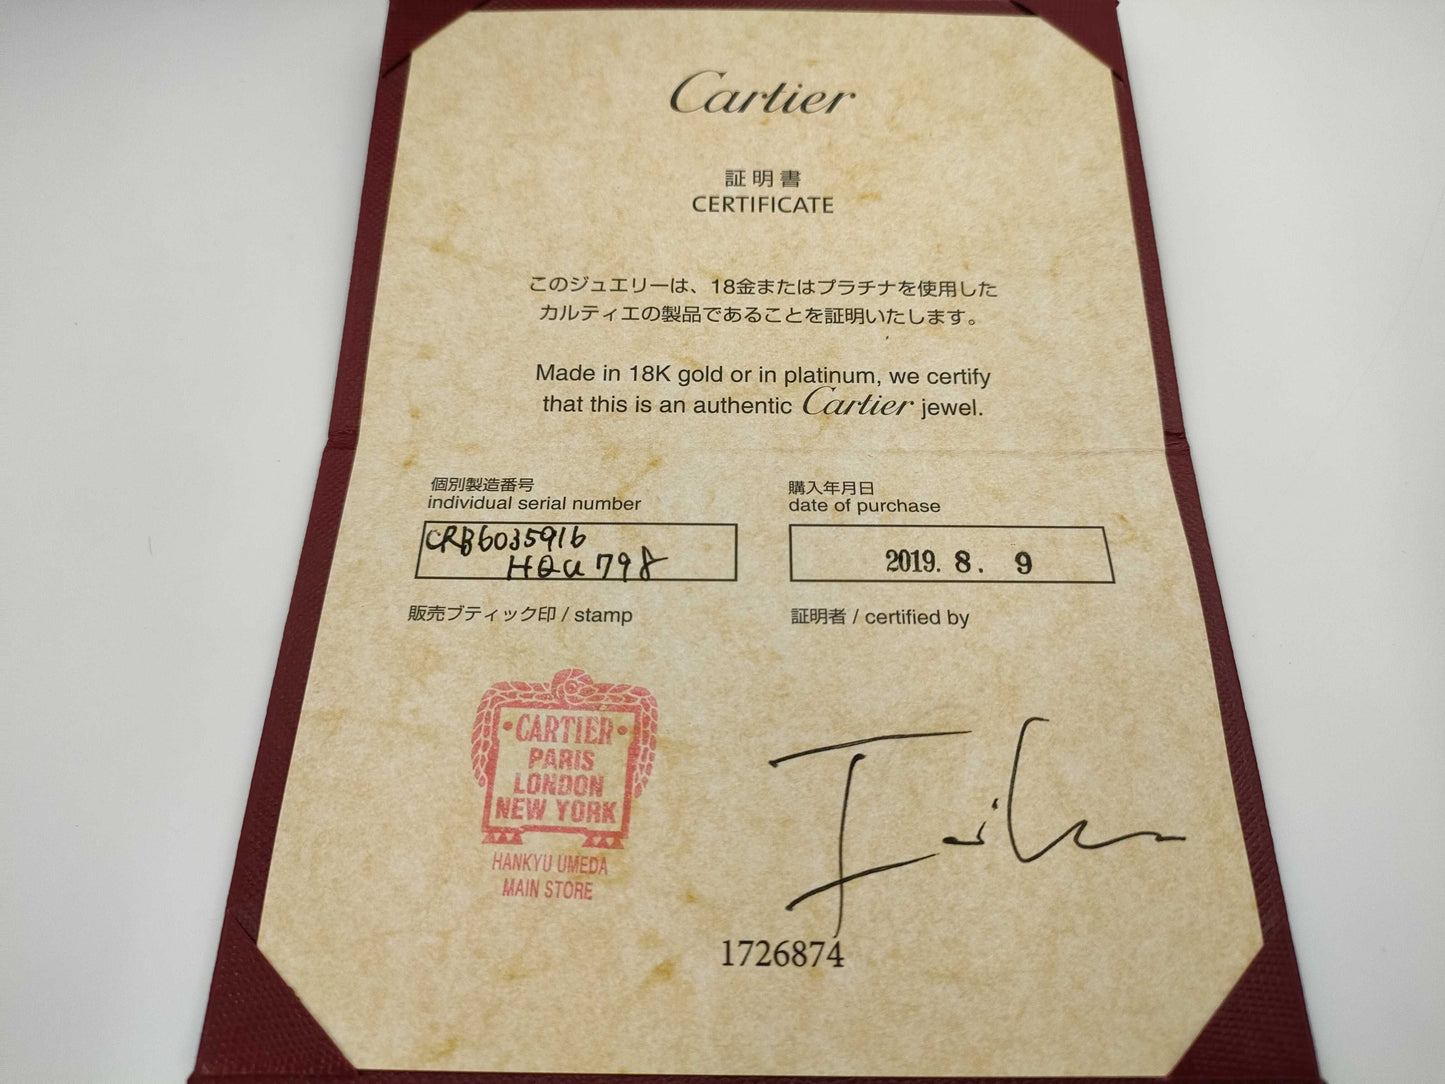 Cartier
証明書
CERTIFICATE
このジュエリーは、18金またはプラチナを使用した
カルティエの製品であることを証明いたします。
Made in 18K gold or in platinum, we certify
that this is an authentic Cartier jewel.
個別製造番号
individual serial number
CRB6035916
HQU798
購入年月日
date of purchase
2019. 8. 9
販売ブティック印 / stamp
証明者 / certified by
CARTIER
PARIS
LONDON
NEW YORK
HANKYU UMEDA
MAIN STORE
1726874